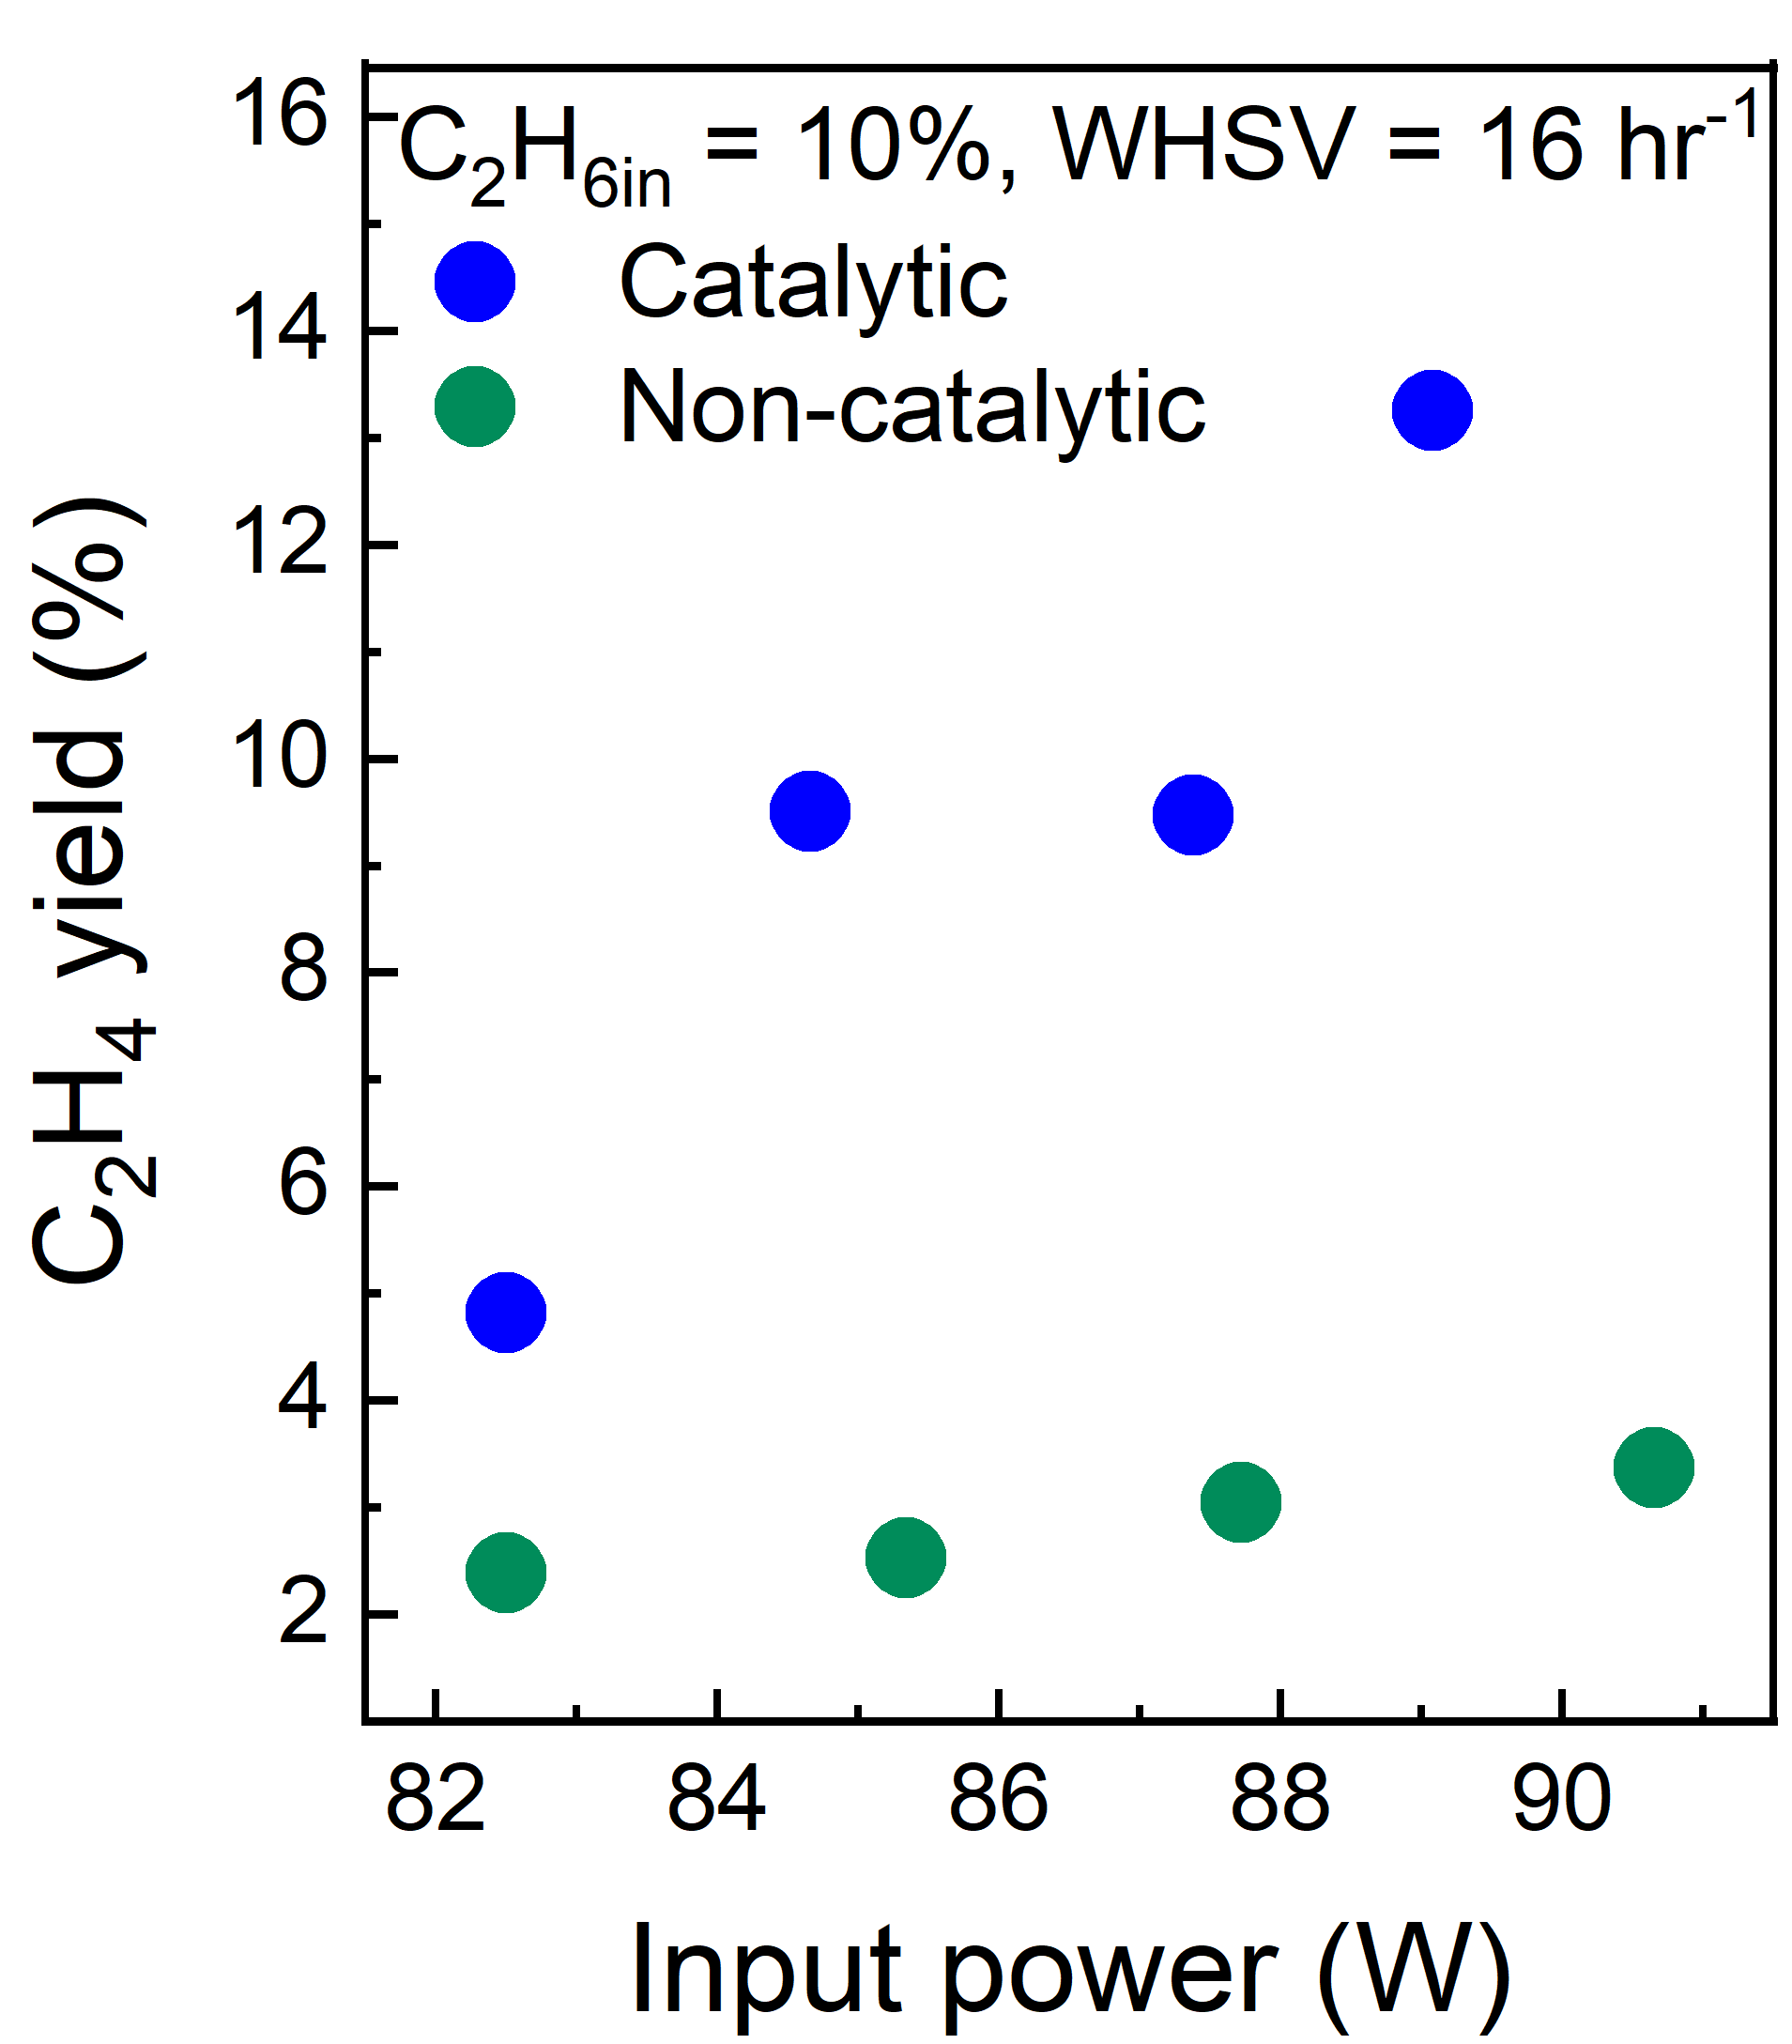 C₂H₆in = 10%, WHSV = 16 hr⁻¹
Catalytic
Non-catalytic
16
14
12
10
8
6
4
2
C₂H₄ yield (%)
82 84 86 88 90
Input power (W)